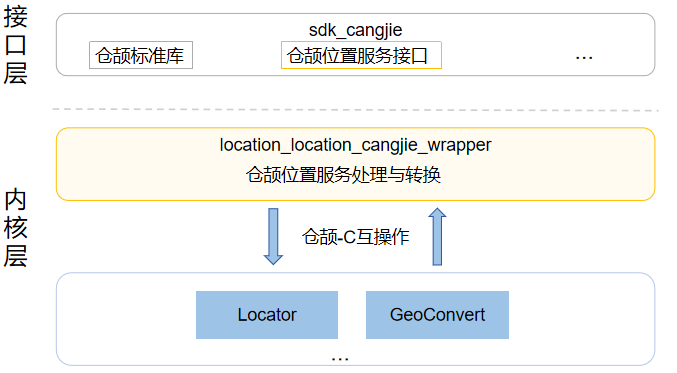 接口层
sdk_cangjie
仓颉标准库
仓颉位置服务接口
...
内核层
location_location_cangjie_wrapper
仓颉位置服务处理与转换
仓颉-C互操作
Locator
GeoConvert
...